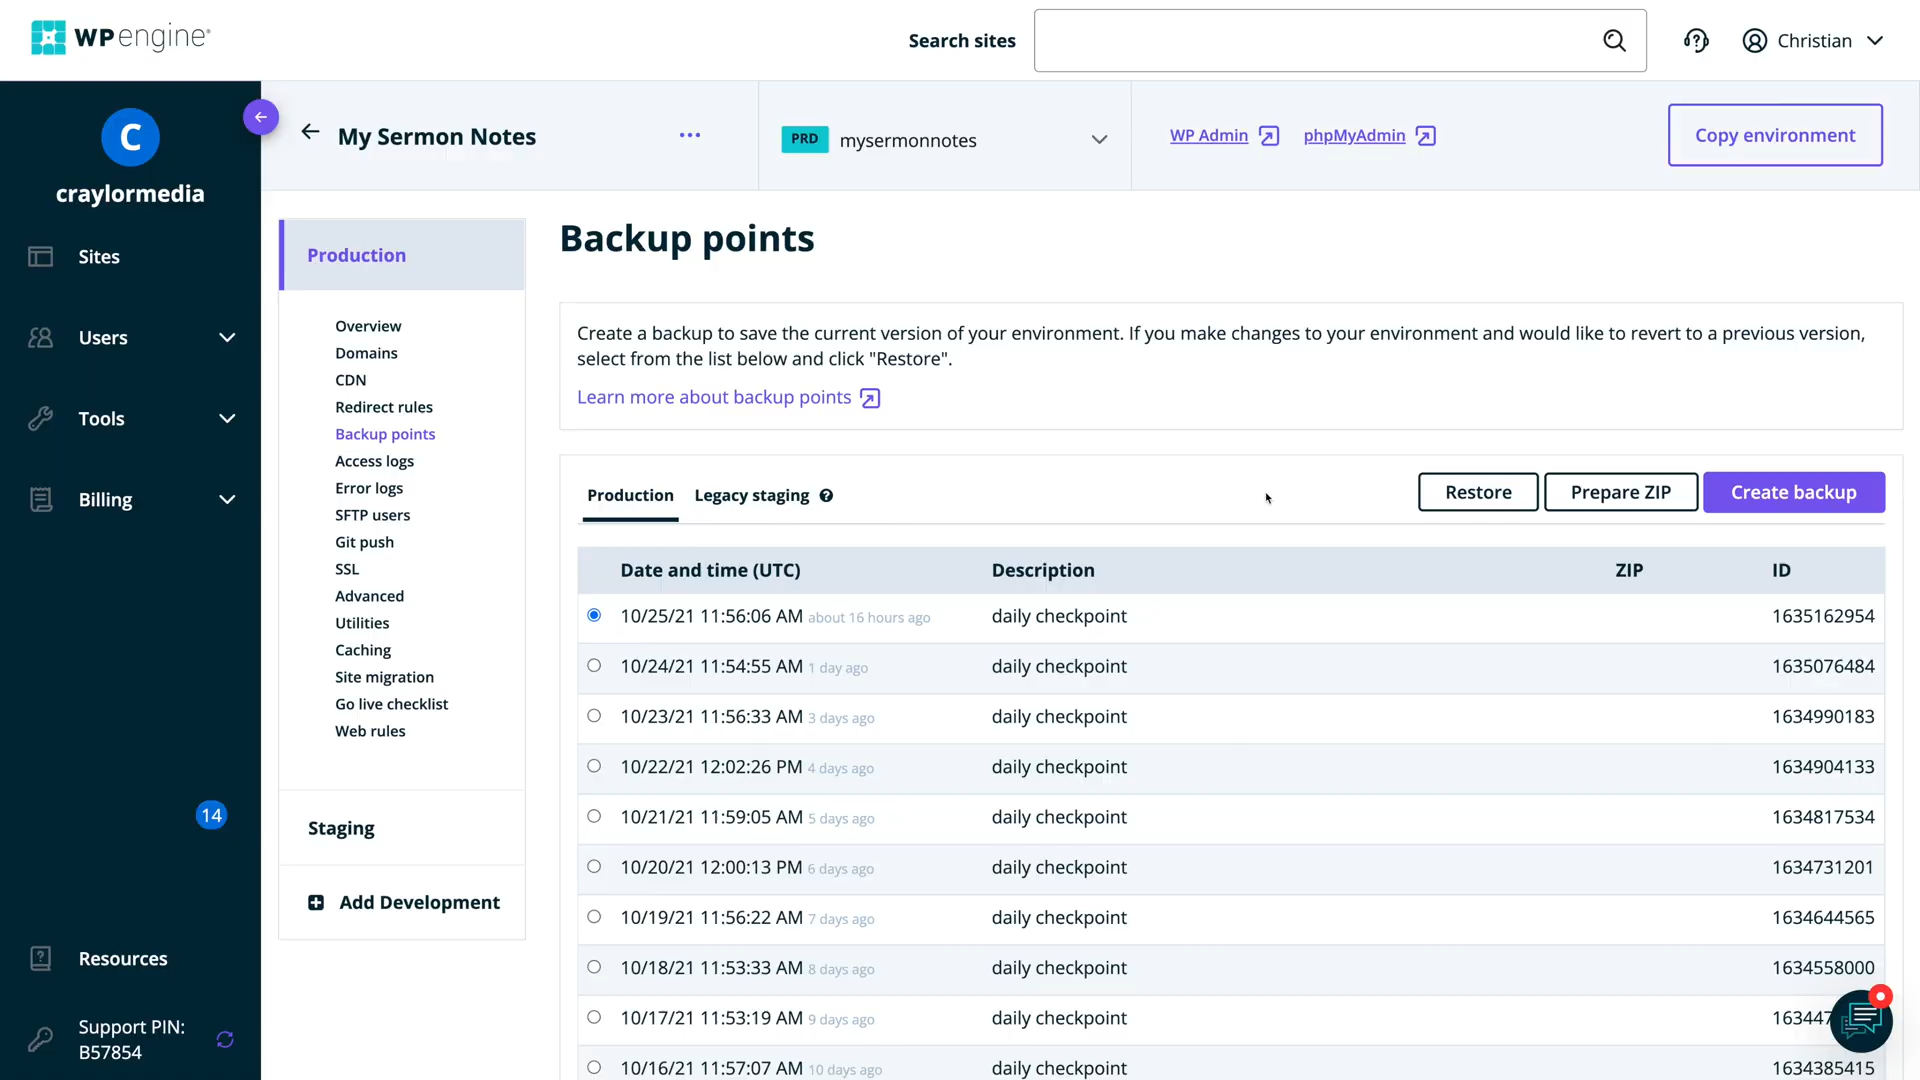 WP engine®
Search sites
Christian
C
craylormedia
Sites
Users
Tools
Billing
14
Resources
Support PIN:
B57854
My Sermon Notes
PRD mysermonnotes
WP Admin
phpMyAdmin
Copy environment
Production
Overview
Domains
CDN
Redirect rules
Backup points
Access logs
Error logs
SFTP users
Git push
SSL
Advanced
Utilities
Caching
Site migration
Go live checklist
Web rules
Staging
Add Development
Backup points
Create a backup to save the current version of your environment. If you make changes to your environment and would like to revert to a previous version,
select from the list below and click "Restore".
Learn more about backup points
Production Legacy staging ?
Restore Prepare ZIP Create backup
Date and time (UTC) Description ZIP ID
10/25/21 11:56:06 AM about 16 hours ago daily checkpoint 1635162954
10/24/21 11:54:55 AM 1 day ago daily checkpoint 1635076484
10/23/21 11:56:33 AM 3 days ago daily checkpoint 1634990183
10/22/21 12:02:26 PM 4 days ago daily checkpoint 1634904133
10/21/21 11:59:05 AM 5 days ago daily checkpoint 1634817534
10/20/21 12:00:13 PM 6 days ago daily checkpoint 1634731201
10/19/21 11:56:22 AM 7 days ago daily checkpoint 1634644565
10/18/21 11:53:33 AM 8 days ago daily checkpoint 1634558000
10/17/21 11:53:19 AM 9 days ago daily checkpoint
10/16/21 11:57:07 AM 10 days ago daily checkpoint 1634385415